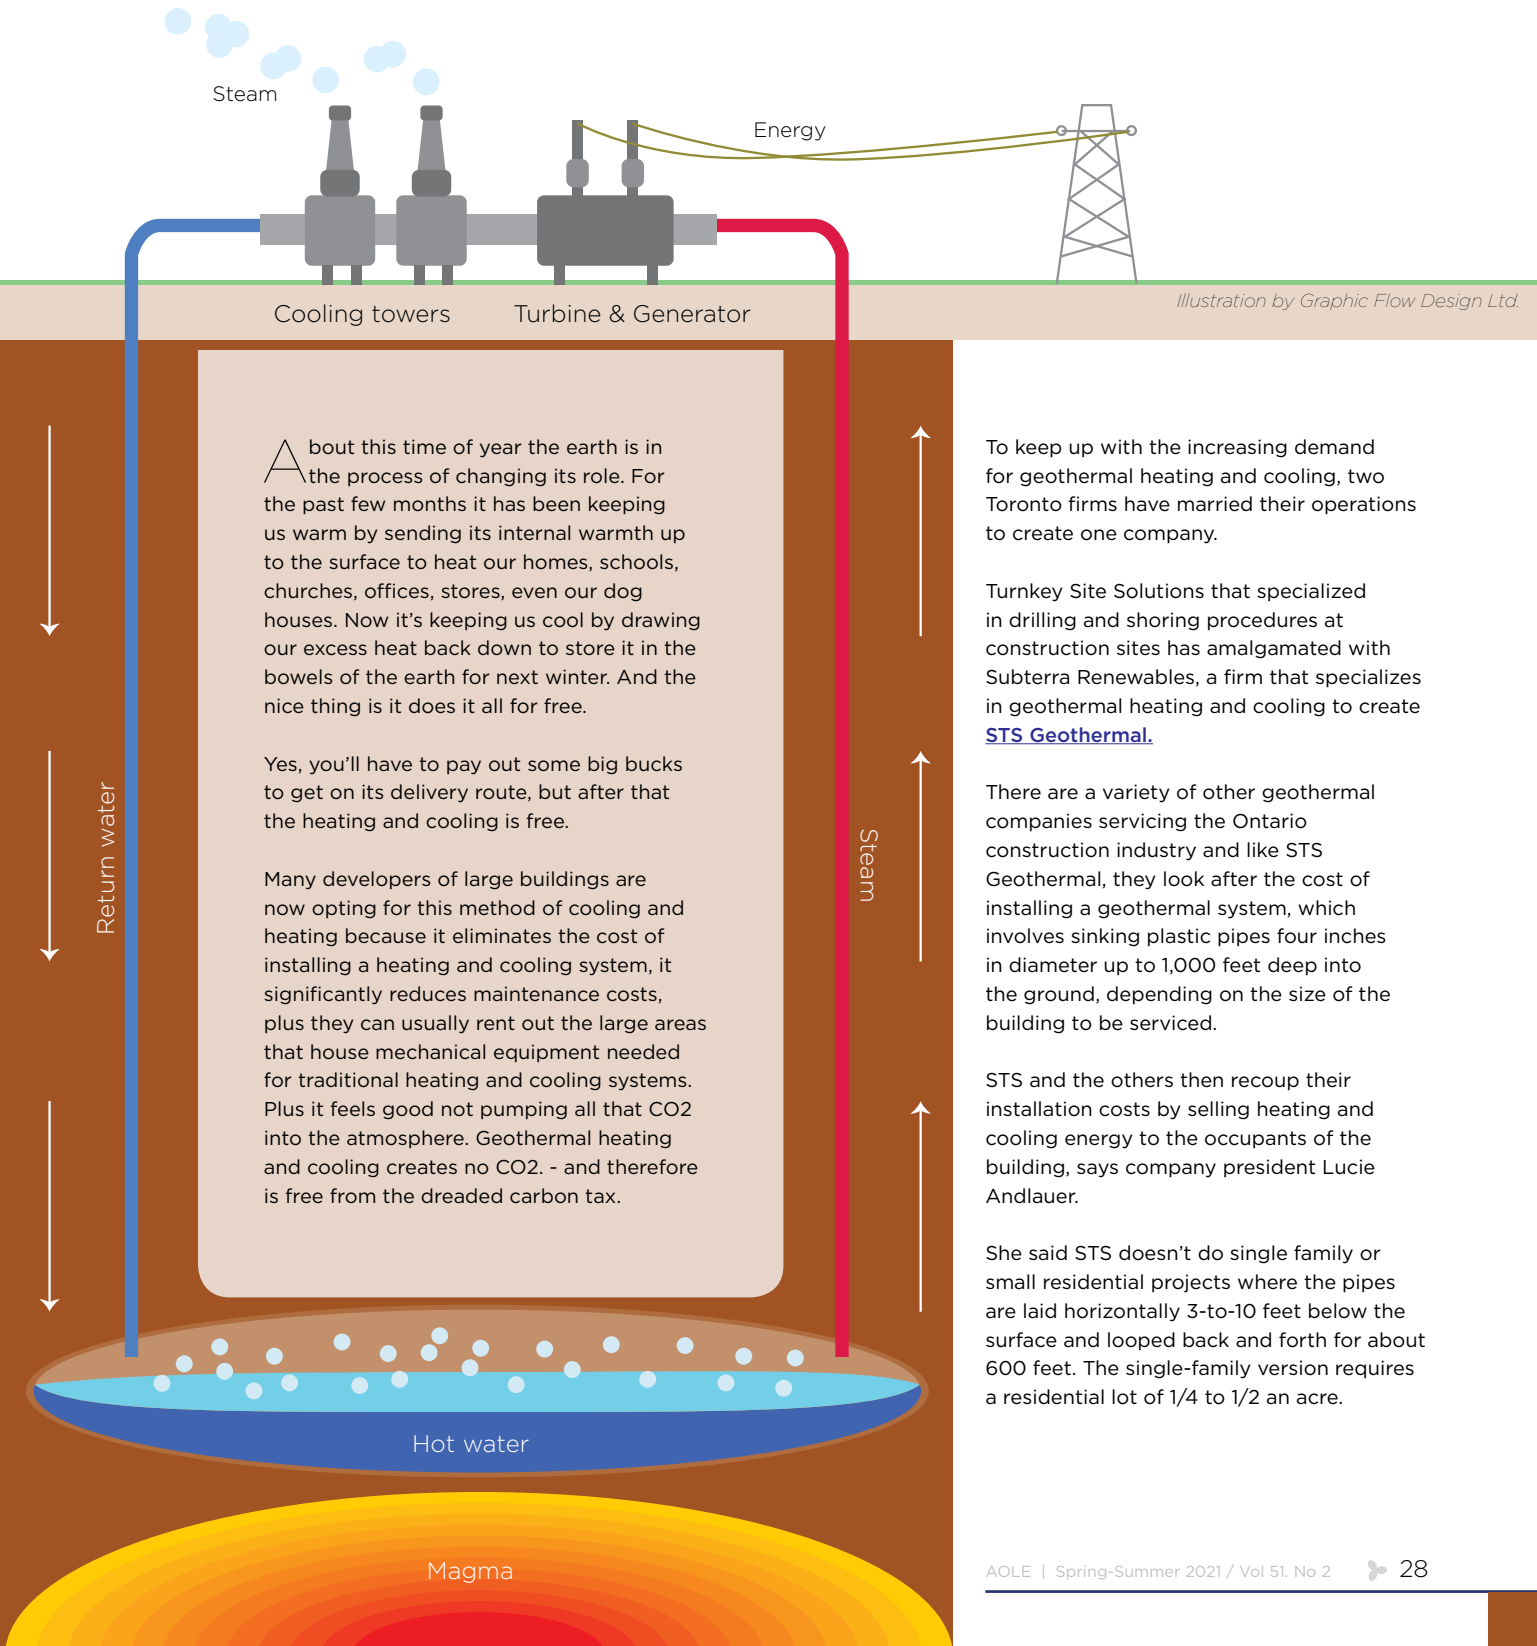 Steam
Energy
Cooling towers
Turbine & Generator
Illustration by Graphic Flow Design Ltd.
Return water
Steam
About this time of year the earth is in
the process of changing its role. For
the past few months it has been keeping
us warm by sending its internal warmth up
to the surface to heat our homes, schools,
churches, offices, stores, even our dog
houses. Now it’s keeping us cool by drawing
our excess heat back down to store it in the
bowels of the earth for next winter. And the
nice thing is it does it all for free.
Yes, you’ll have to pay out some big bucks
to get on its delivery route, but after that
the heating and cooling is free.
Many developers of large buildings are
now opting for this method of cooling and
heating because it eliminates the cost of
installing a heating and cooling system, it
significantly reduces maintenance costs,
plus they can usually rent out the large areas
that house mechanical equipment needed
for traditional heating and cooling systems.
Plus it feels good not pumping all that CO2
into the atmosphere. Geothermal heating
and cooling creates no CO2. - and therefore
is free from the dreaded carbon tax.
Hot water
Magma
To keep up with the increasing demand
for geothermal heating and cooling, two
Toronto firms have married their operations
to create one company.
Turnkey Site Solutions that specialized
in drilling and shoring procedures at
construction sites has amalgamated with
Subterra Renewables, a firm that specializes
in geothermal heating and cooling to create
STS Geothermal.
There are a variety of other geothermal
companies servicing the Ontario
construction industry and like STS
Geothermal, they look after the cost of
installing a geothermal system, which
involves sinking plastic pipes four inches
in diameter up to 1,000 feet deep into
the ground, depending on the size of the
building to be serviced.
STS and the others then recoup their
installation costs by selling heating and
cooling energy to the occupants of the
building, says company president Lucie
Andlauer.
She said STS doesn’t do single family or
small residential projects where the pipes
are laid horizontally 3-to-10 feet below the
surface and looped back and forth for about
600 feet. The single-family version requires
a residential lot of 1/4 to 1/2 an acre.
AOLE | Spring-Summer 2021 / Vol 51. No 2 28